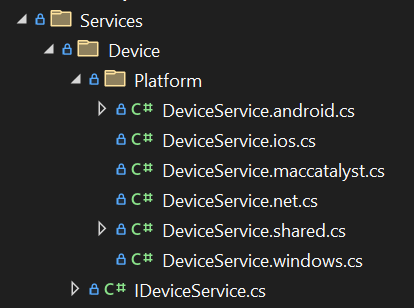 Services
Device
Platform
C# DeviceService.android.cs
C# DeviceService.ios.cs
C# DeviceService.maccatalyst.cs
C# DeviceService.net.cs
C# DeviceService.shared.cs
C# DeviceService.windows.cs
C# IDeviceService.cs